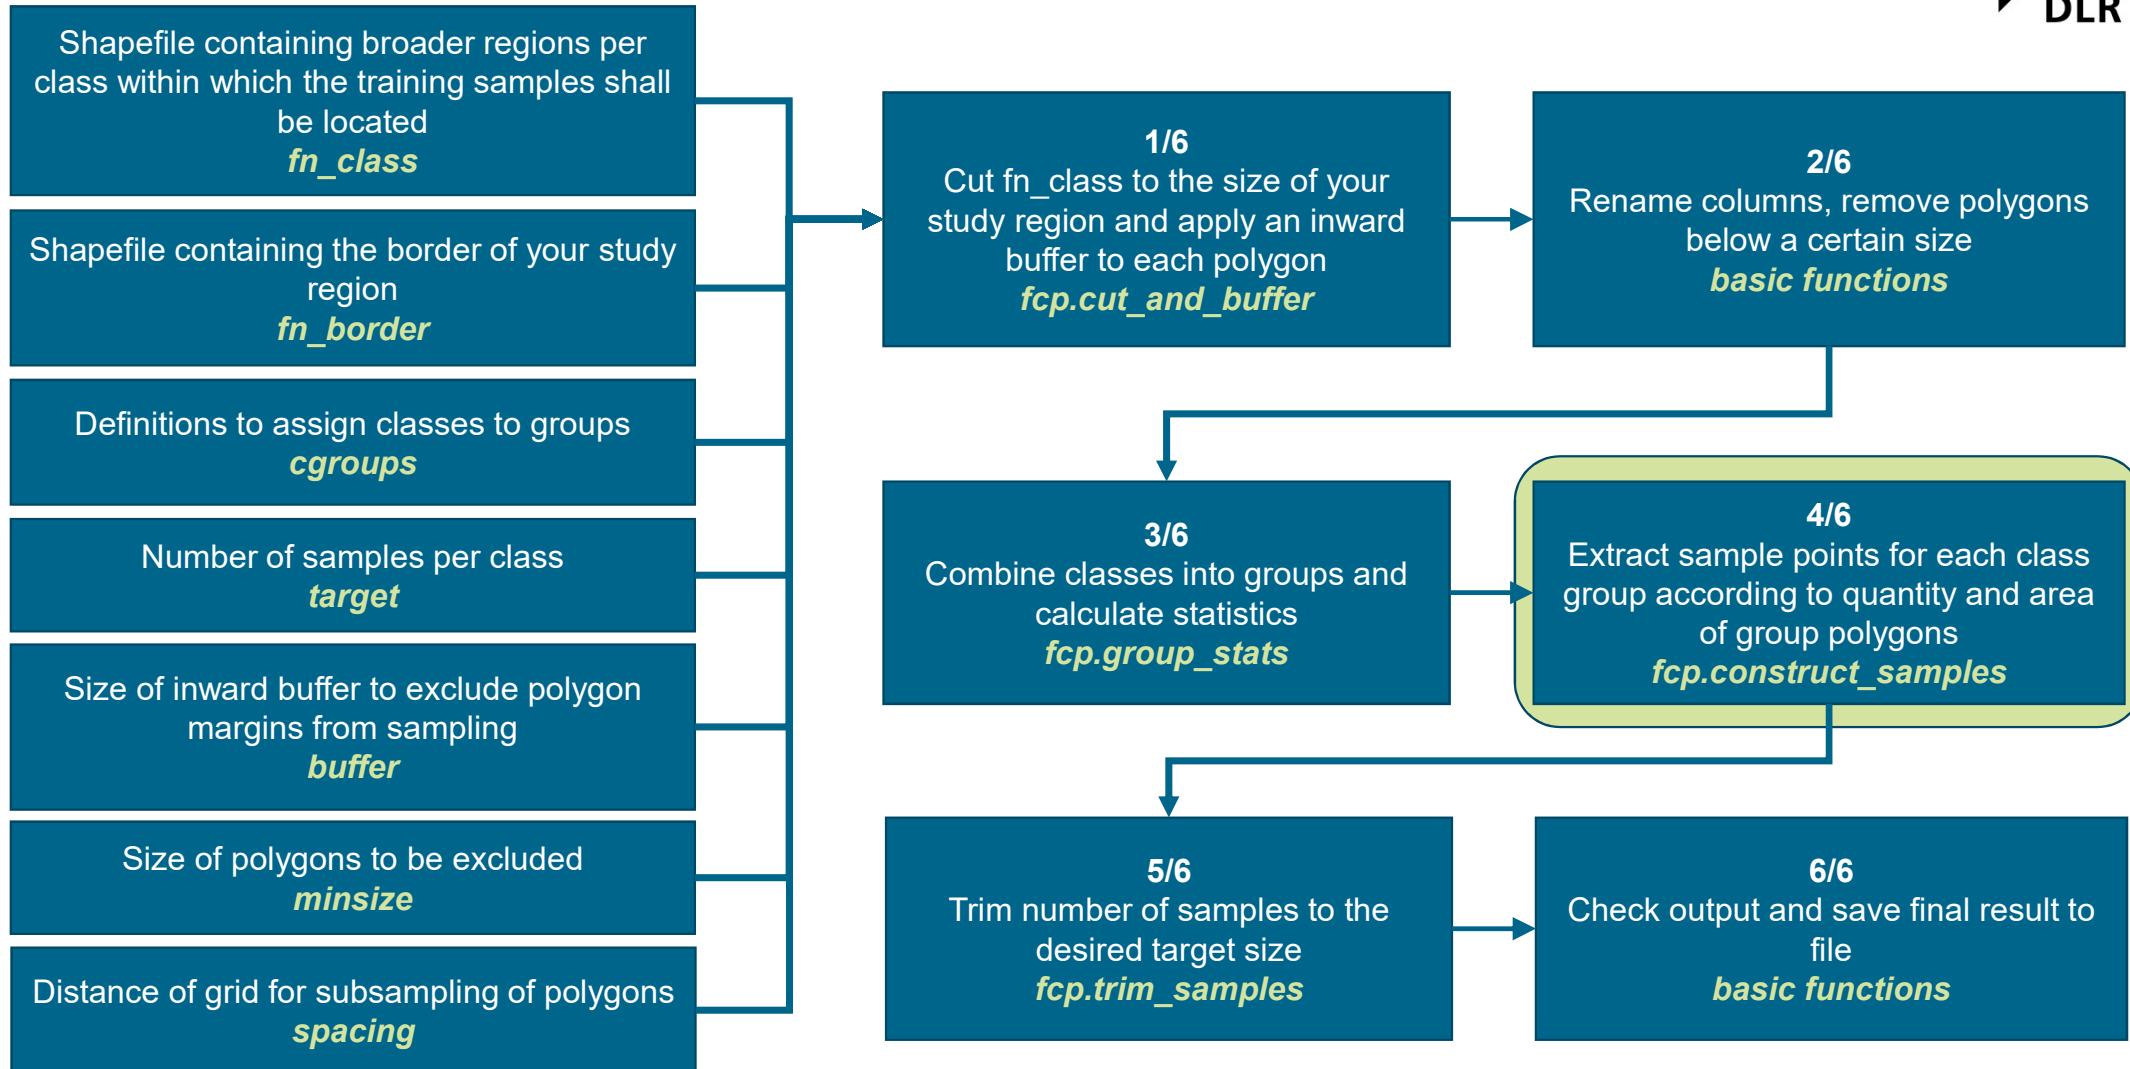 DLR
Shapefile containing broader regions per
class within which the training samples shall
be located
fn_class
Shapefile containing the border of your study
region
fn_border
Definitions to assign classes to groups
cgroups
Number of samples per class
target
Size of inward buffer to exclude polygon
margins from sampling
buffer
Size of polygons to be excluded
minsize
Distance of grid for subsampling of polygons
spacing
1/6
Cut fn_class to the size of your
study region and apply an inward
buffer to each polygon
fcp.cut_and_buffer
2/6
Rename columns, remove polygons
below a certain size
basic functions
3/6
Combine classes into groups and
calculate statistics
fcp.group_stats
4/6
Extract sample points for each class
group according to quantity and area
of group polygons
fcp.construct_samples
5/6
Trim number of samples to the
desired target size
fcp.trim_samples
6/6
Check output and save final result to
file
basic functions